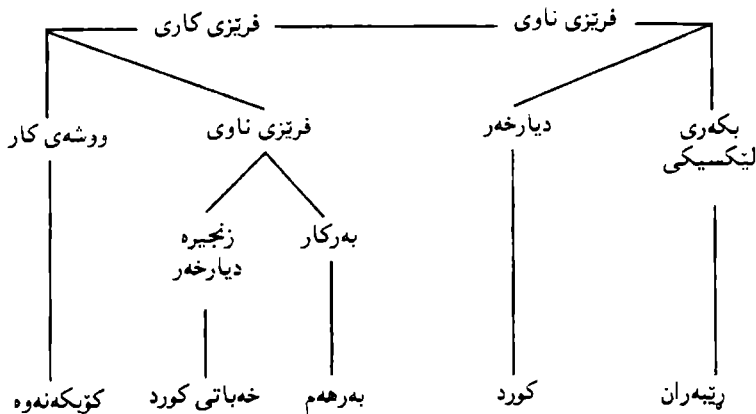 فرێزی ناوی فرێزی کاری
بکەری دیارخەر فرێزی ناوی ووشەی کار
لێکسیکی
بەرکار زنجیرە
دیارخەر
ڕێبەران کورد بەرهەم خەباتی کورد کۆبکەنەوە